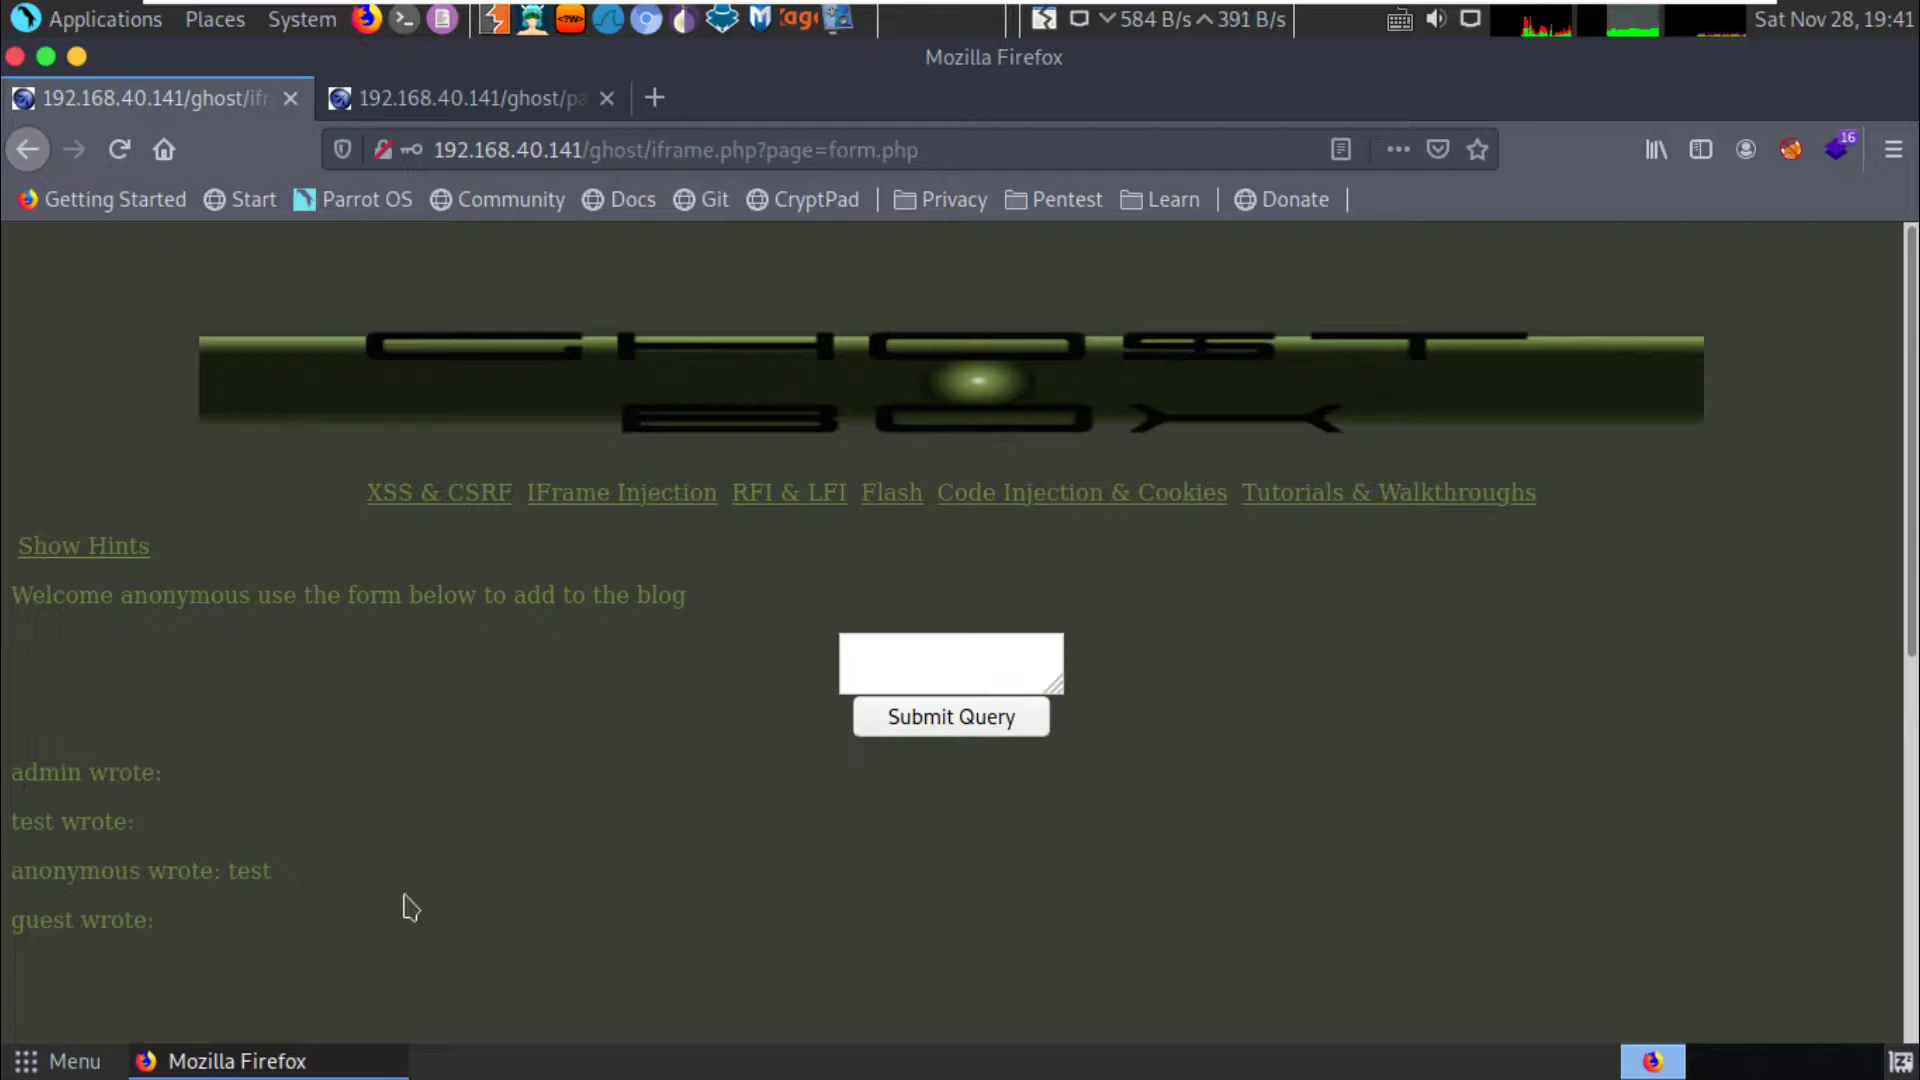 Applications Places System 584 B/s 391 B/s Sat Nov 28, 19:41
Mozilla Firefox
192.168.40.141/ghost/ifr 192.168.40.141/ghost/pa
192.168.40.141/ghost/iframe.php?page=form.php 16
Getting Started Start Parrot OS Community Docs Git CryptPad Privacy Pentest Learn Donate
GHOST
BOX
XSS & CSRF IFrame Injection RFI & LFI Flash Code Injection & Cookies Tutorials & Walkthroughs
Show Hints
Welcome anonymous use the form below to add to the blog
Submit Query
admin wrote:
test wrote:
anonymous wrote: test
guest wrote:
Menu Mozilla Firefox